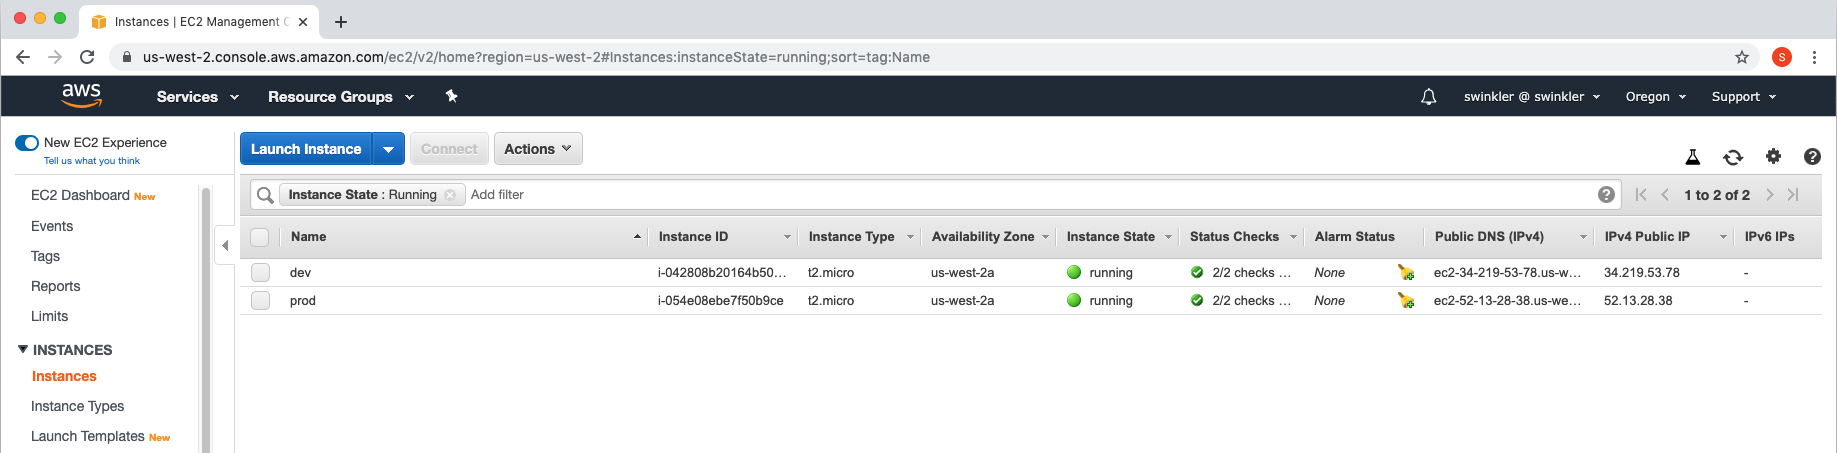 Instances | EC2 Management C
us-west-2.console.aws.amazon.com/ec2/v2/home?region=us-west-2#Instances:instanceState=running;sort=tag:Name
S
aws Services Resource Groups swinkler @ swinkler Oregon Support
New EC2 Experience
Tell us what you think
Launch Instance Connect Actions
EC2 Dashboard New
Events
Tags
Reports
Limits
INSTANCES
Instances
Instance Types
Launch Templates New
Instance State : Running Add filter 1 to 2 of 2
Name Instance ID Instance Type Availability Zone Instance State Status Checks Alarm Status Public DNS (IPv4) IPv4 Public IP IPv6 IPs
dev i-042808b20164b50... t2.micro us-west-2a running 2/2 checks ... None ec2-34-219-53-78.us-w... 34.219.53.78 -
prod i-054e08ebe7f50b9ce t2.micro us-west-2a running 2/2 checks ... None ec2-52-13-28-38.us-we... 52.13.28.38 -